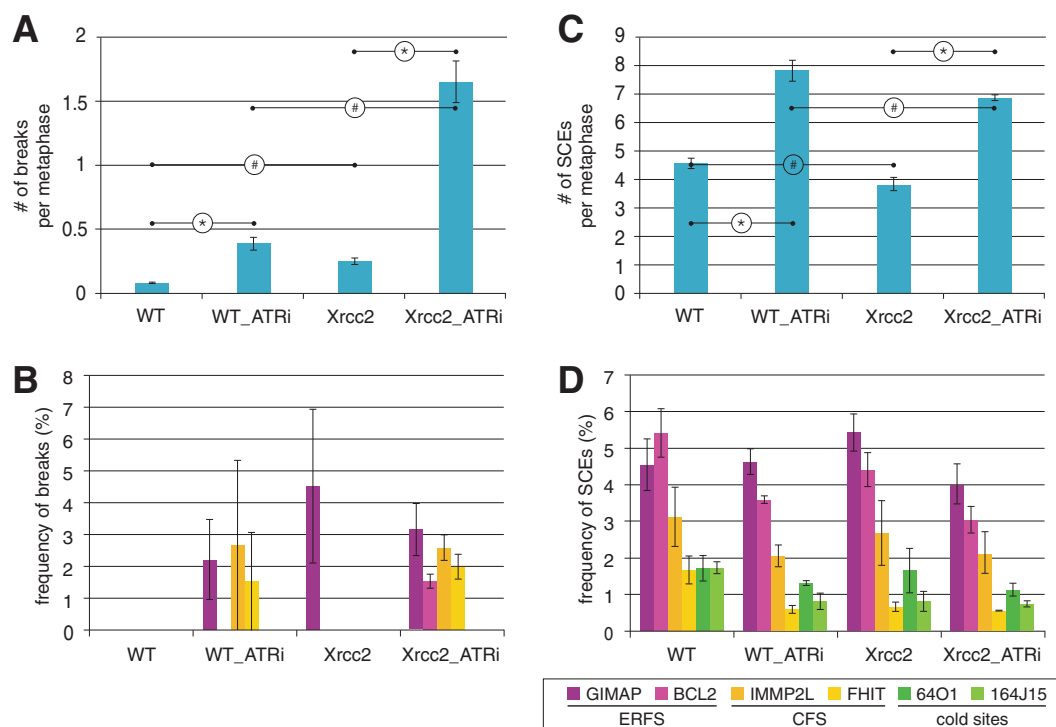 A
# of breaks
per metaphase
2
1.5
1
0.5
0
*
#
#
*
WT
WT_ATRi
Xrcc2
Xrcc2_ATRi
C
# of SCEs
per metaphase
9
8
7
6
5
4
3
2
1
0
*
#
#
*
WT
WT_ATRi
Xrcc2
Xrcc2_ATRi
B
frequency of breaks (%)
8
7
6
5
4
3
2
1
0
WT
WT_ATRi
Xrcc2
Xrcc2_ATRi
D
frequency of SCEs (%)
7
6
5
4
3
2
1
0
WT
WT_ATRi
Xrcc2
Xrcc2_ATRi
GIMAP BCL2 IMMP2L FHIT 64O1 164J15
ERFS CFS cold sites